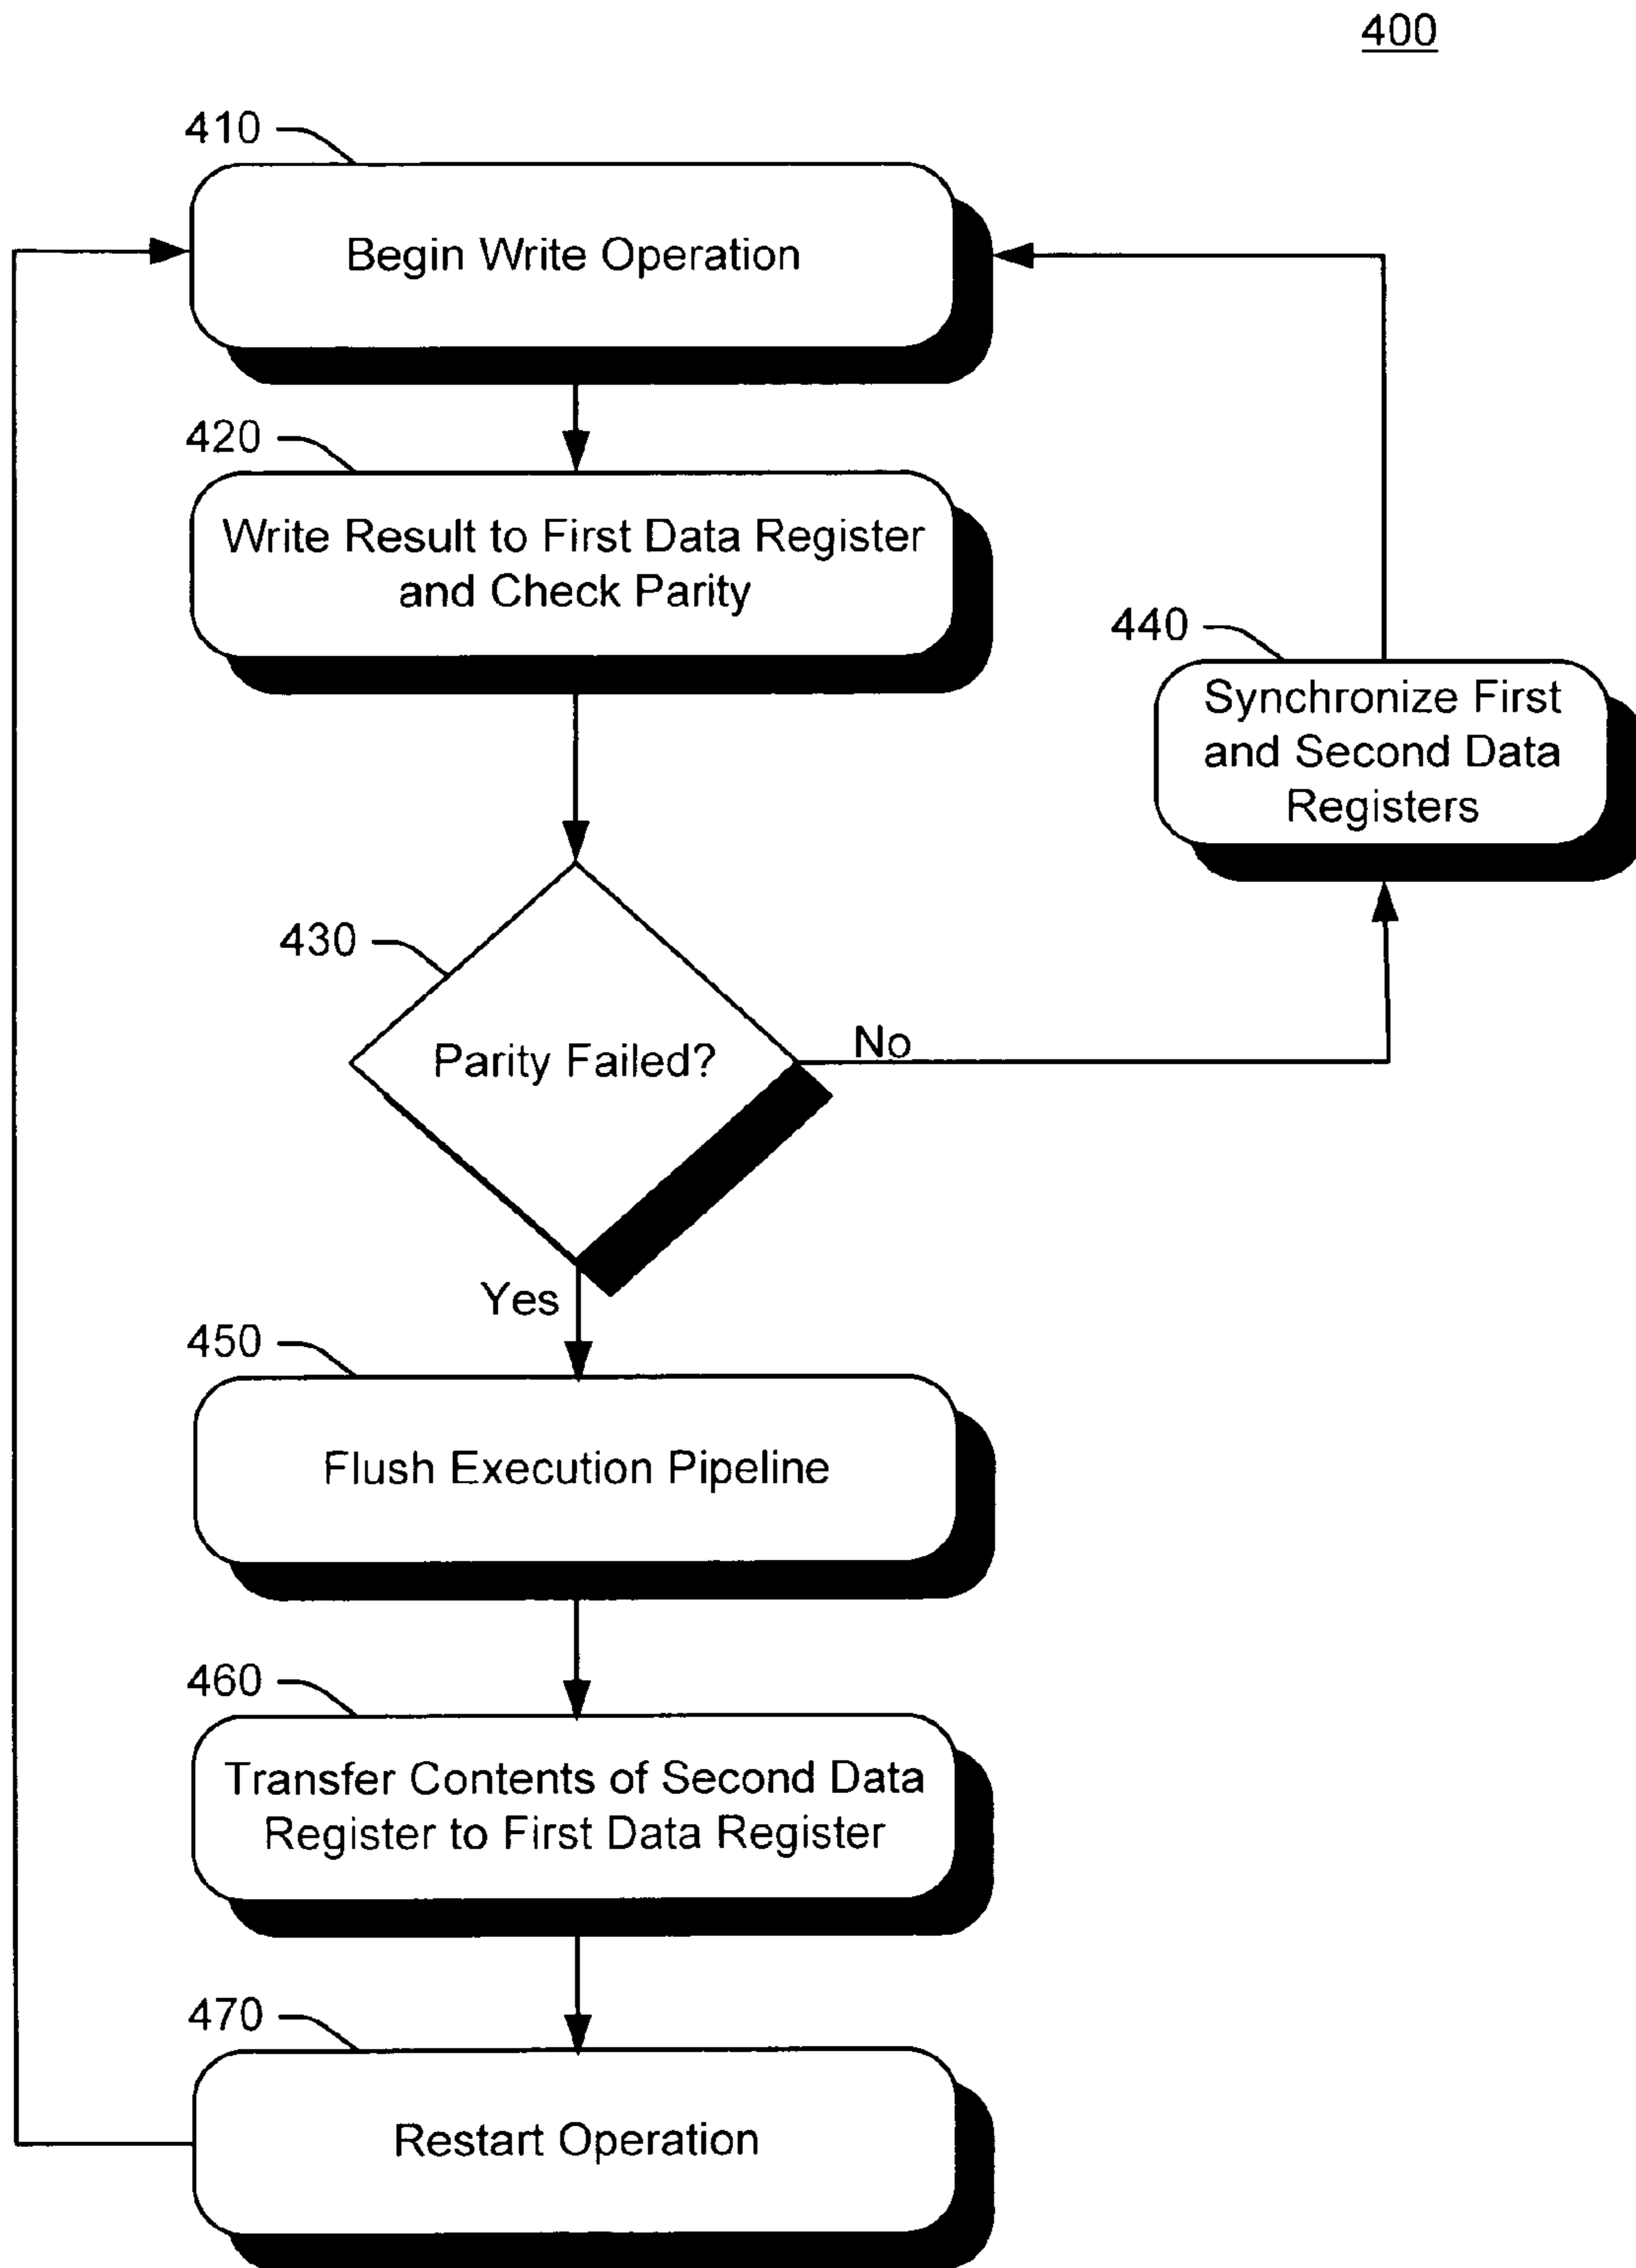 400
410
Begin Write Operation
420
Write Result to First Data Register
and Check Parity
440
Synchronize First
and Second Data
Registers
430
Parity Failed?
No
Yes
450
Flush Execution Pipeline
460
Transfer Contents of Second Data
Register to First Data Register
470
Restart Operation